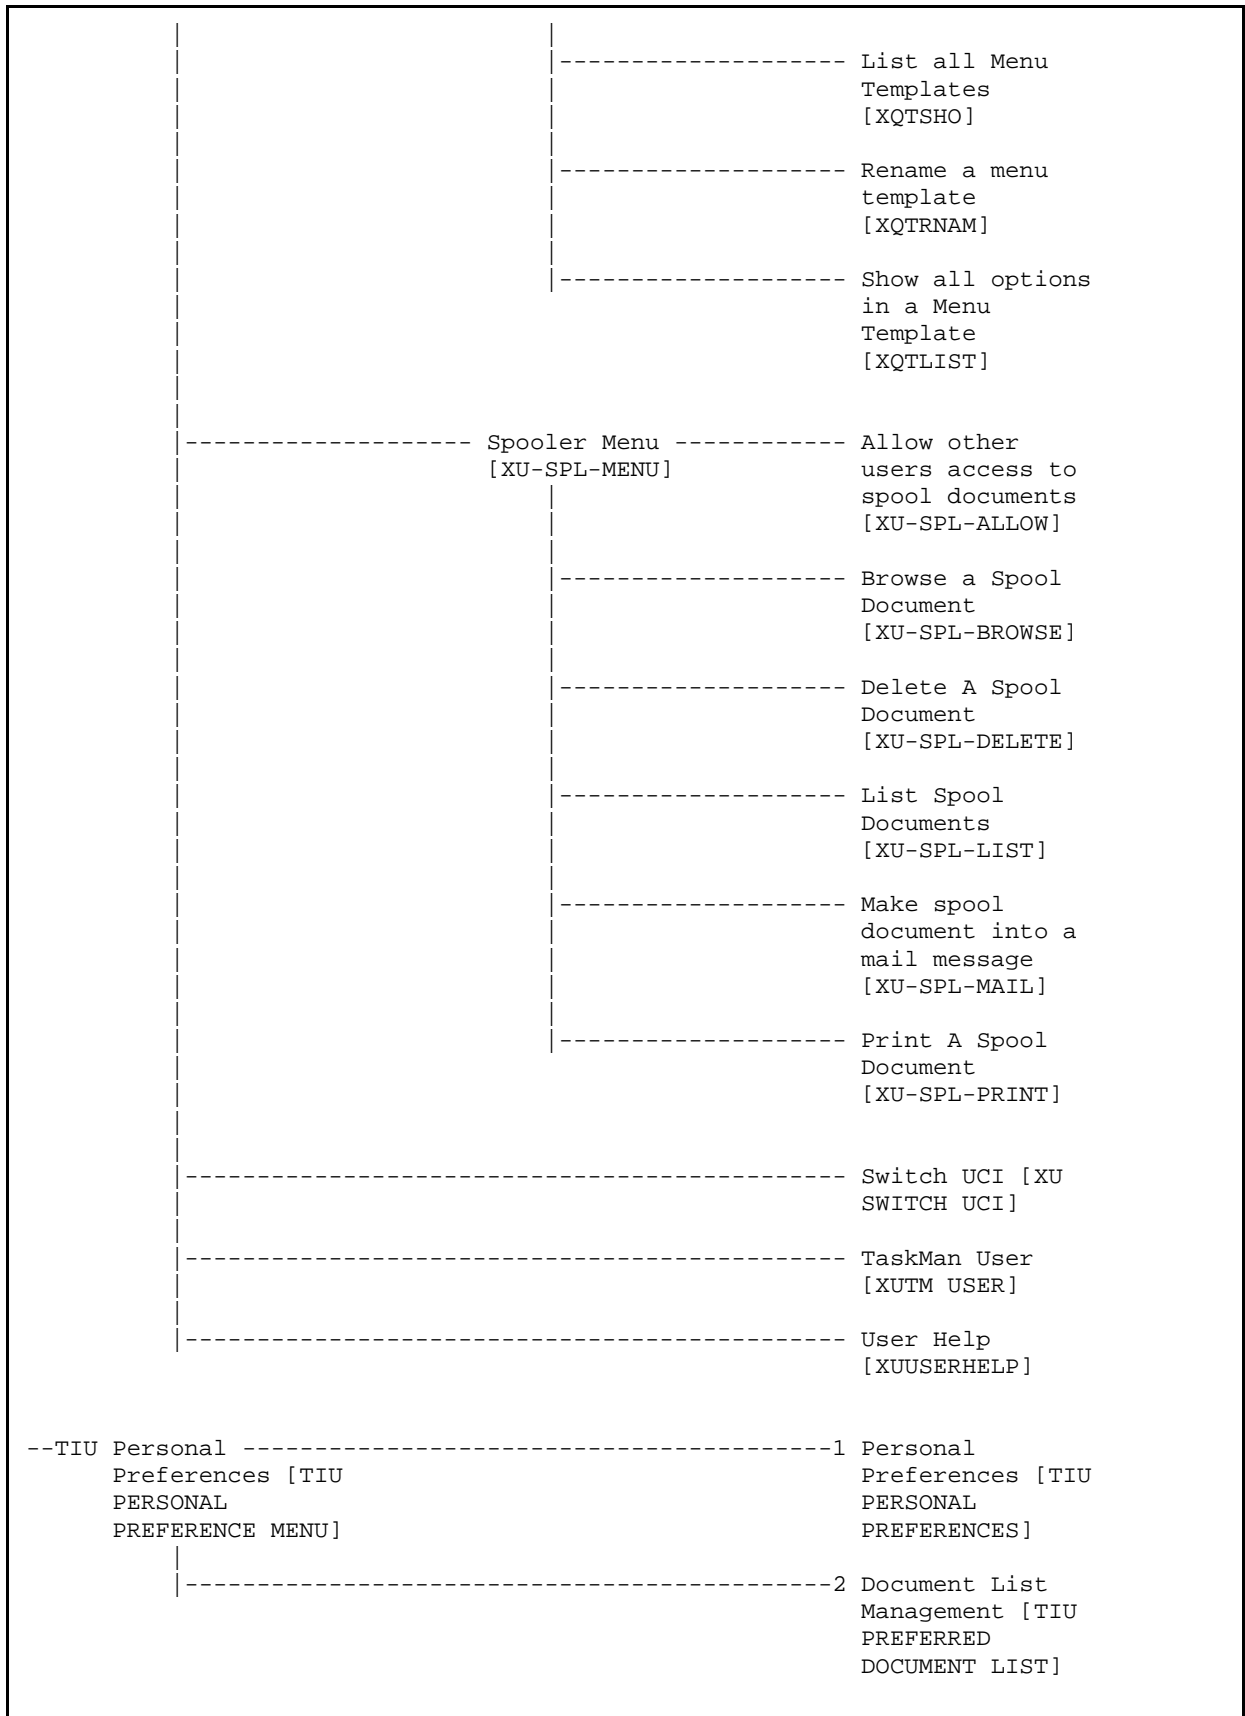 |-------------------- List all Menu
Templates
[XQTSHO]
|-------------------- Rename a menu
template
[XQTRNAM]
|-------------------- Show all options
in a Menu
Template
[XQTLIST]
|-------------------- Spooler Menu ------------ Allow other
[XU-SPL-MENU] users access to
spool documents
[XU-SPL-ALLOW]
|-------------------- Browse a Spool
Document
[XU-SPL-BROWSE]
|-------------------- Delete A Spool
Document
[XU-SPL-DELETE]
|-------------------- List Spool
Documents
[XU-SPL-LIST]
|-------------------- Make spool
document into a
mail message
[XU-SPL-MAIL]
|-------------------- Print A Spool
Document
[XU-SPL-PRINT]
|---------------------------------------------- Switch UCI [XU
SWITCH UCI]
|---------------------------------------------- TaskMan User
[XUTM USER]
|---------------------------------------------- User Help
[XUUSERHELP]
--TIU Personal -----------------------------------------1 Personal
Preferences [TIU Preferences [TIU
PERSONAL PERSONAL
PREFERENCE MENU] PREFERENCES]
|---------------------------------------------2 Document List
Management [TIU
PREFERRED
DOCUMENT LIST]